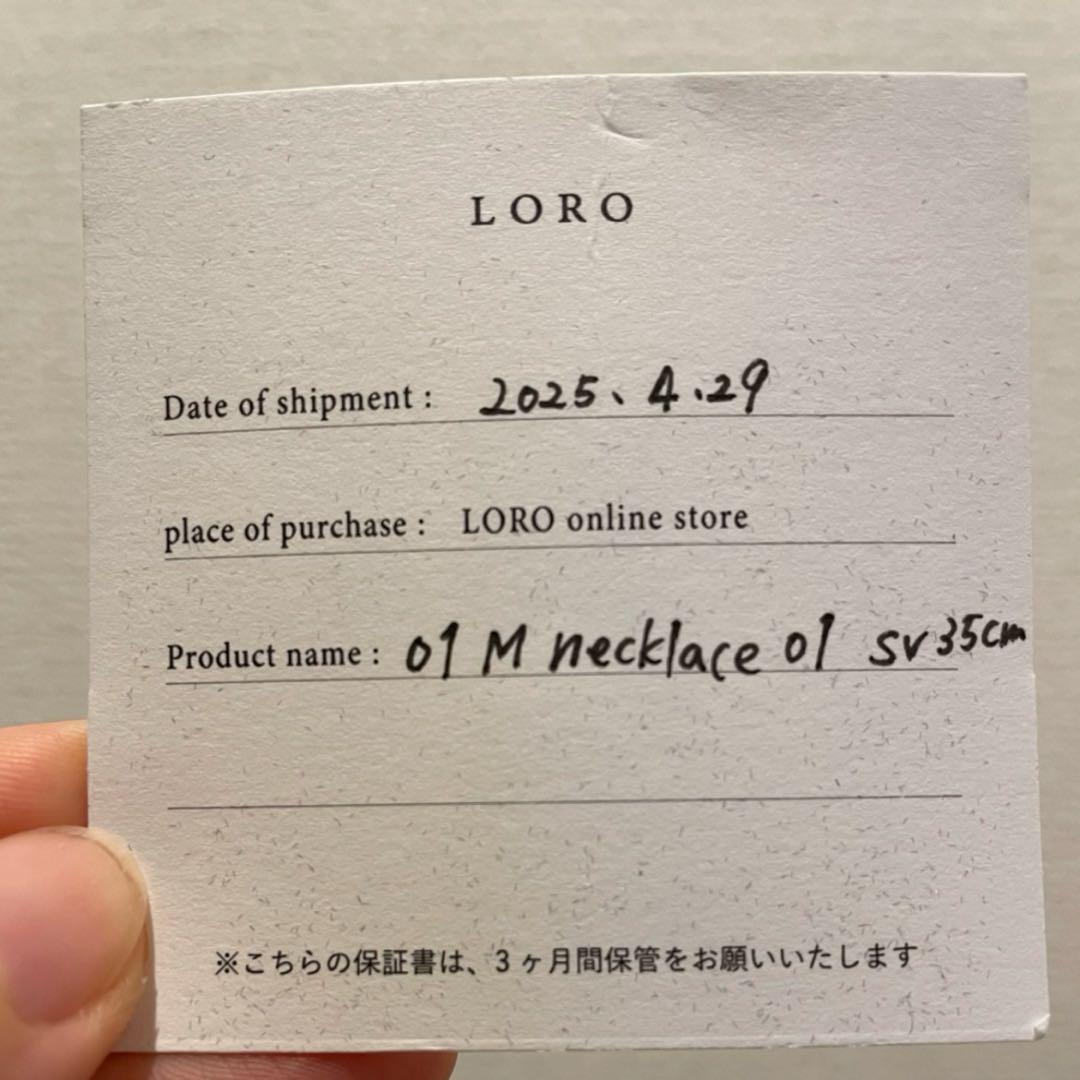 LORO
Date of shipment : 2025、4.29
place of purchase : LORO online store
Product name : 01 M necklace 01 sv 35cm
※こちらの保証書は、3ヶ月間保管をお願いいたします